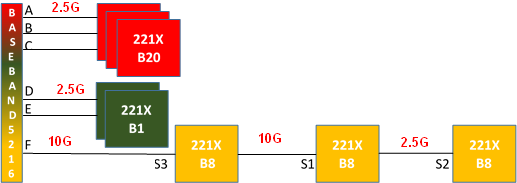 BASEBAND5216
A
2.5G
B
C
221X
B20
D
2.5G
E
221X
B1
F
10G
S3
221X
B8
10G
S1
221X
B8
2.5G
S2
221X
B8